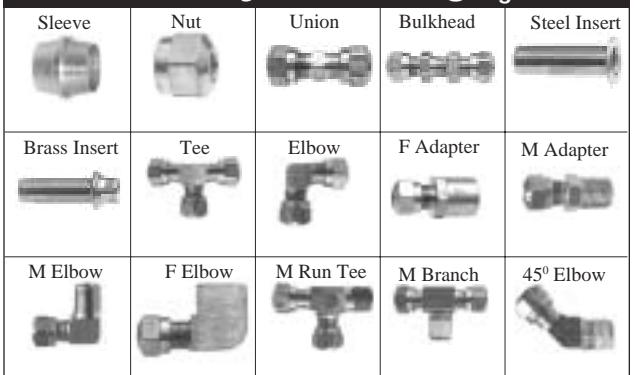 Sleeve Nut Union Bulkhead Steel Insert
Brass Insert Tee Elbow F Adapter M Adapter
M Elbow F Elbow M Run Tee M Branch 45⁰ Elbow